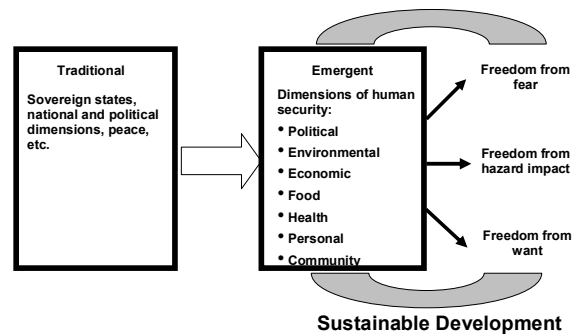 Traditional
Sovereign states,
national and political
dimensions, peace,
etc.
Emergent
Dimensions of human
security:
• Political
• Environmental
• Economic
• Food
• Health
• Personal
• Community
Freedom from
fear
Freedom from
hazard impact
Freedom from
want
Sustainable Development